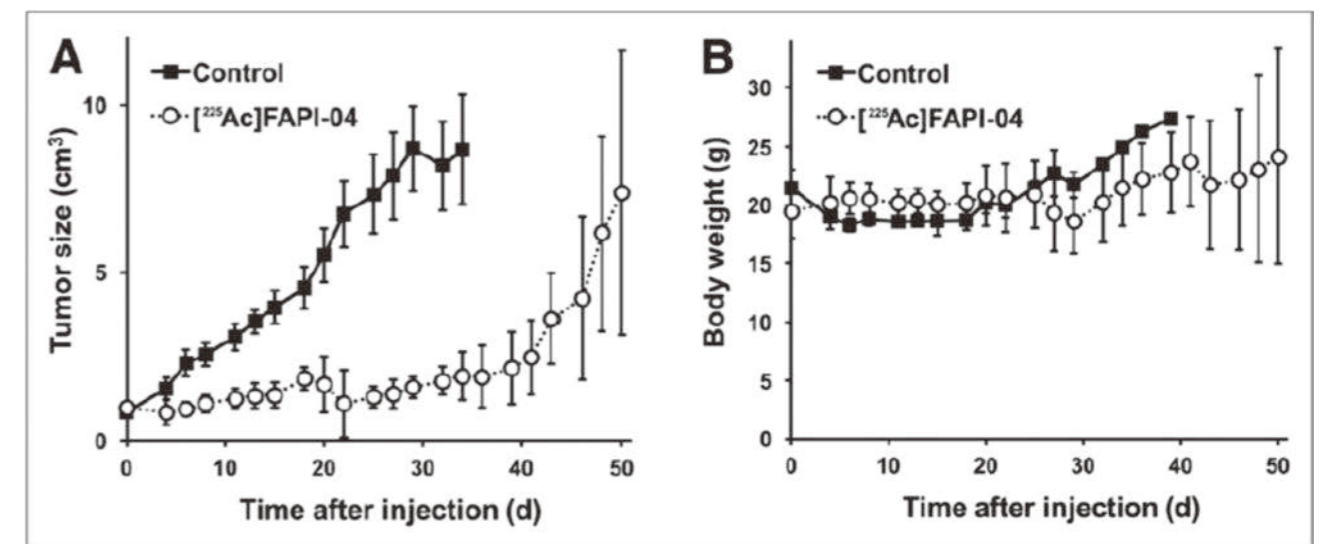 A
Control
[²²⁵Ac]FAPI-04
10
5
0
Tumor size (cm³)
0 10 20 30 40 50
Time after injection (d)
B
Control
[²²⁵Ac]FAPI-04
30
25
20
15
10
5
0
Body weight (g)
0 10 20 30 40 50
Time after injection (d)